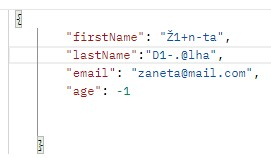 {
"firstName": "Ž1+n-ta",
"lastName":"D1-.@lha",
"email": "zaneta@mail.com",
"age": -1
}